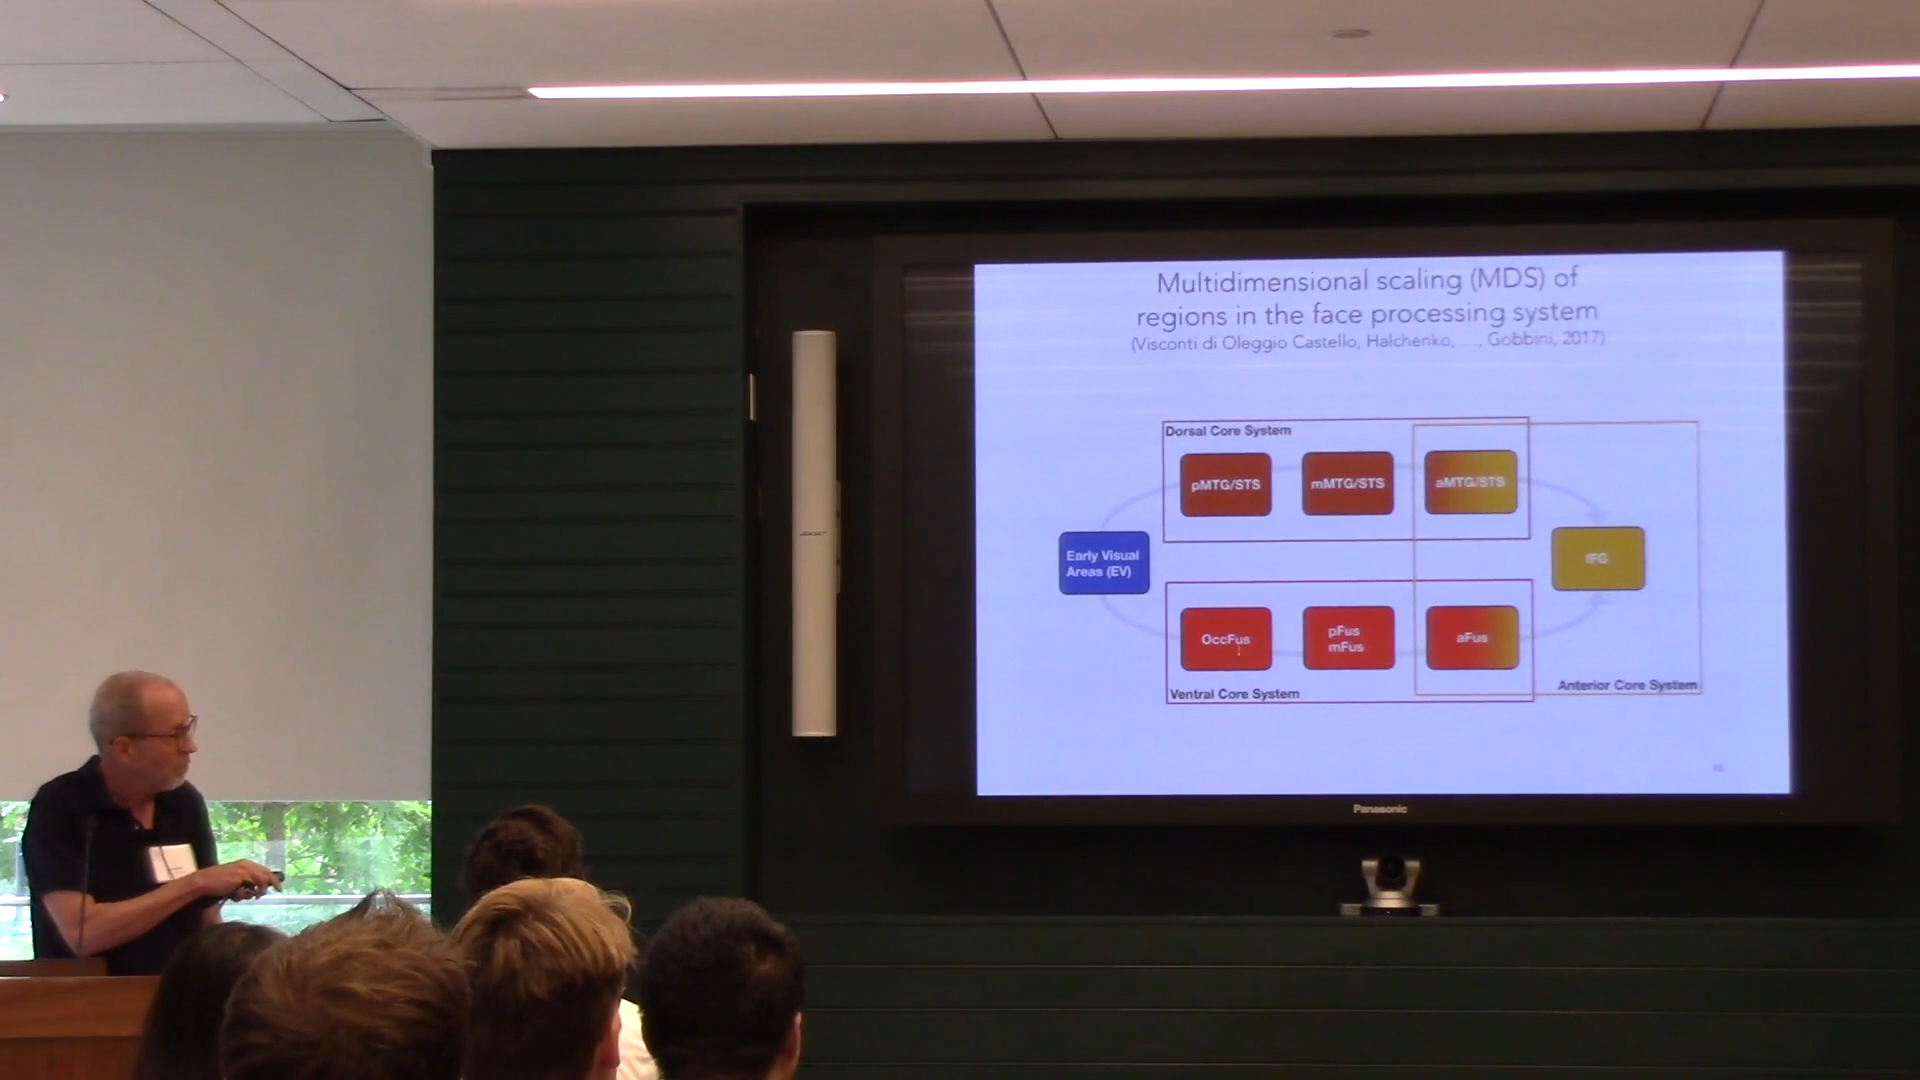 Multidimensional scaling (MDS) of
regions in the face processing system
(Visconti di Oleggio Castello, Halchenko, ..., Gobbini, 2017)
Dorsal Core System
pMTG/STS
mMTG/STS
aMTG/STS
Early Visual
Areas (EV)
IFG
OccFus
pFus
mFus
aFus
Ventral Core System
Anterior Core System
Panasonic